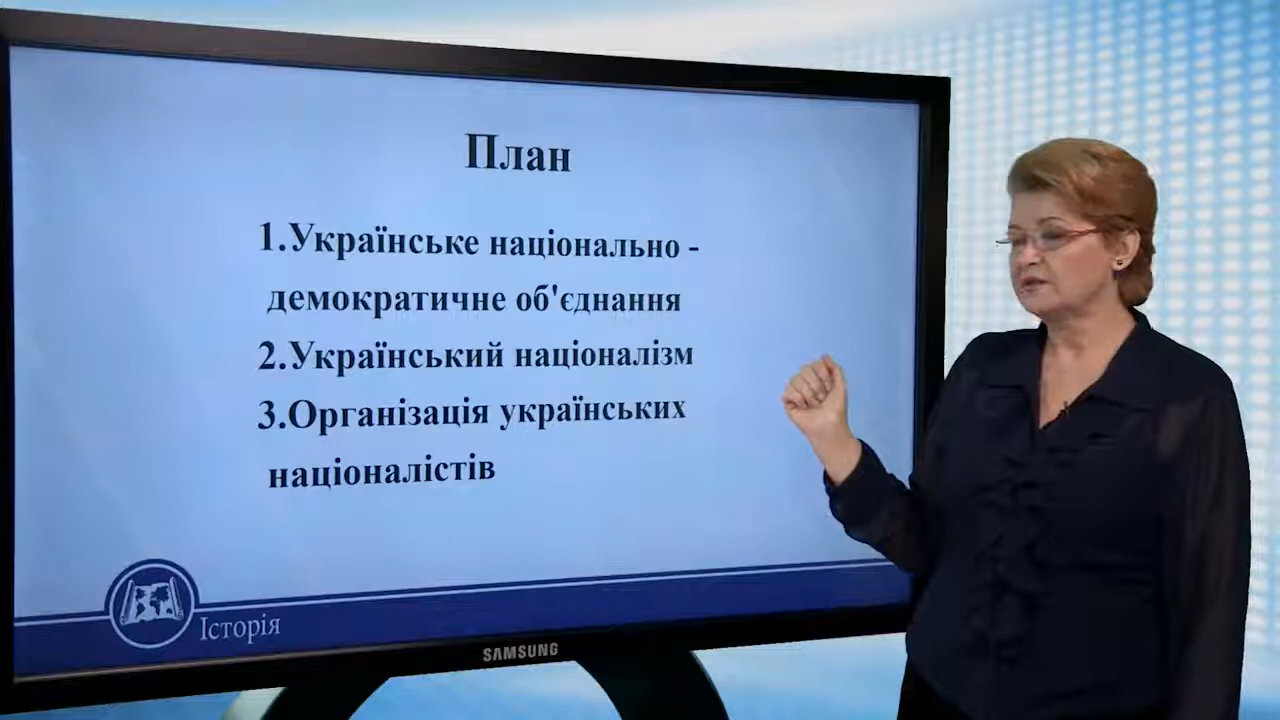 План
1.Українське національно -
демократичне об'єднання
2.Український націоналізм
3.Організація українських
націоналістів
Історія
SAMSUNG